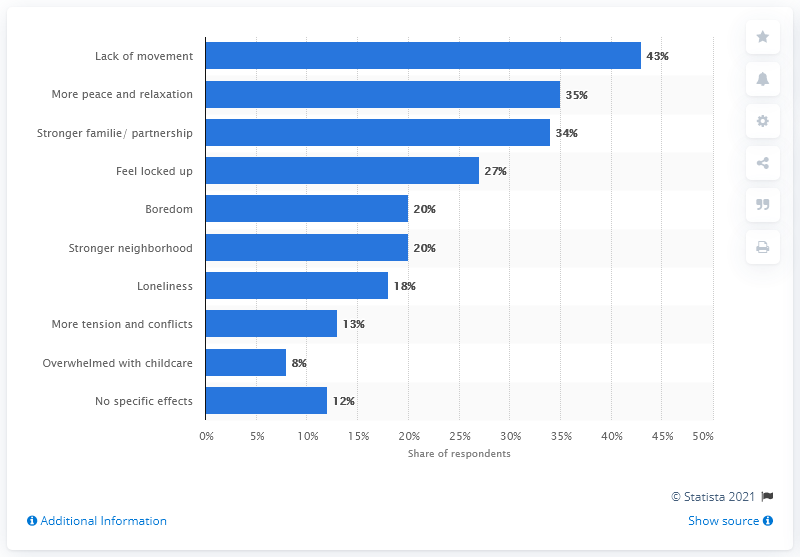 Lack of movement 43%
More peace and relaxation 35%
Stronger familie/ partnership 34%
Feel locked up 27%
Boredom 20%
Stronger neighborhood 20%
Loneliness 18%
More tension and conflicts 13%
Overwhelmed with childcare 8%
No specific effects 12%
0% 5% 10% 15% 20% 25% 30% 35% 40% 45% 50%
Share of respondents
© Statista 2021
Additional Information Show source